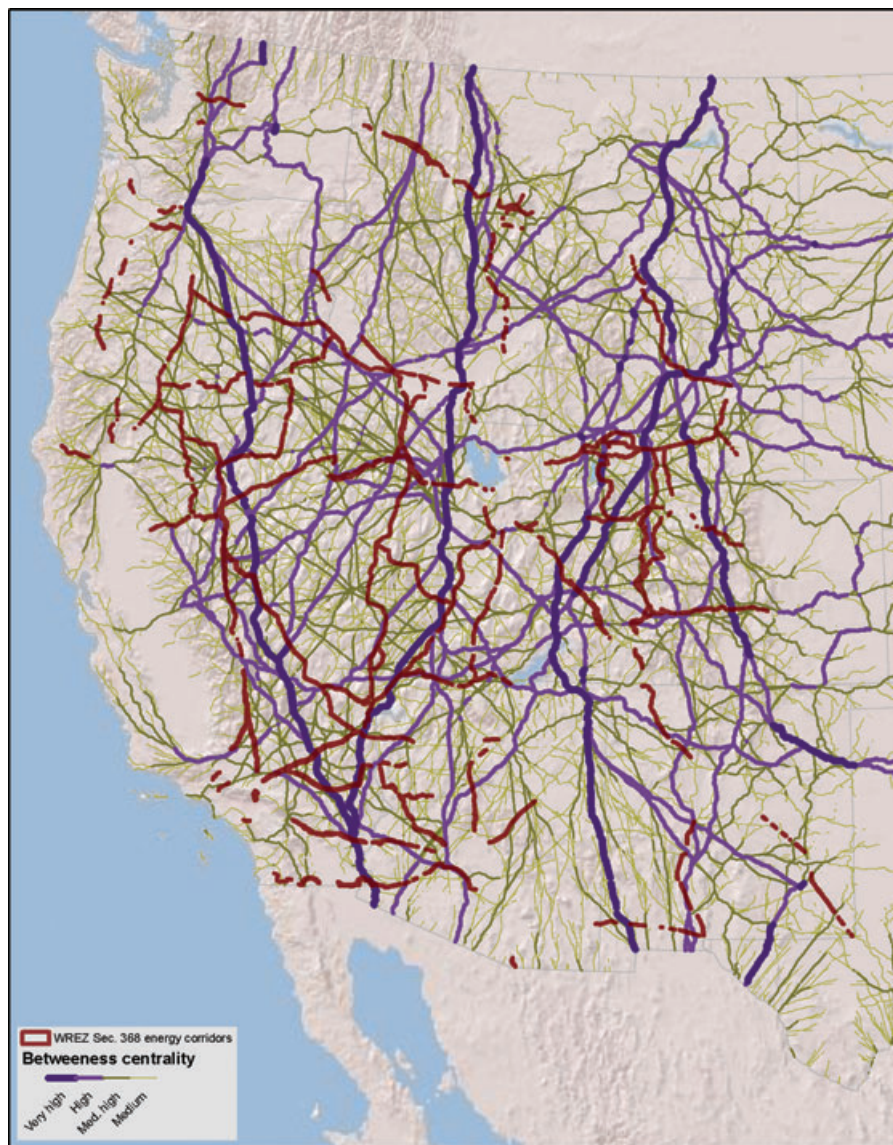 WREZ Sec. 368 energy corridors
Betweeness centrality
Very high
High
Med. high
Medium